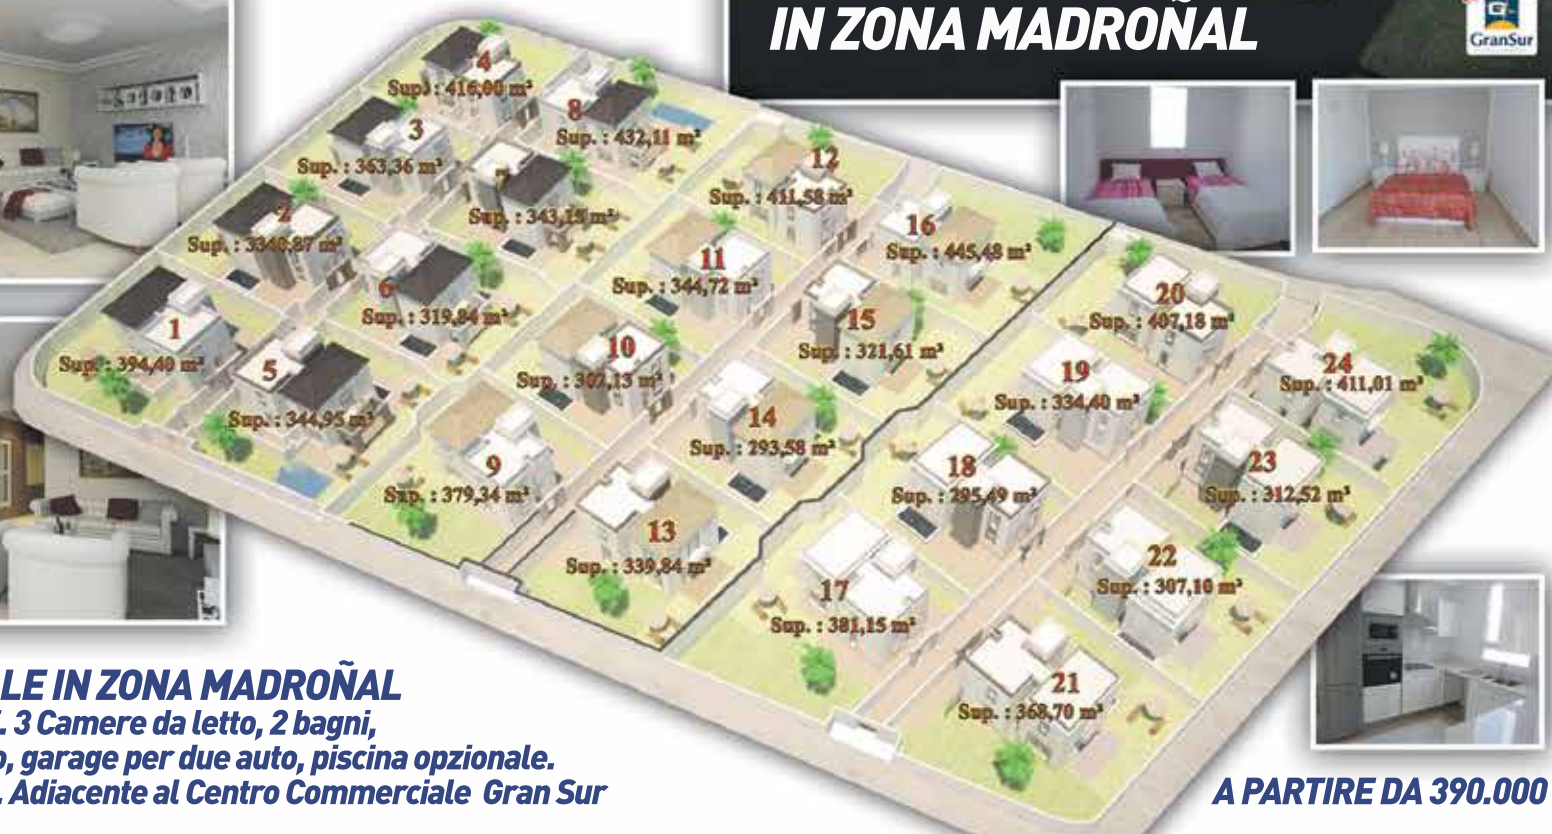 IN ZONA MADROÑAL
GranSur
4
Sup. : 416,00 m²
8
Sup. : 432,11 m²
3
Sup. : 363,36 m²
12
Sup. : 411,58 m²
7
Sup. : 343,15 m²
2
Sup. : 3340,87 m²
16
Sup. : 445,48 m²
11
Sup. : 344,72 m²
6
Sup. : 319,84 m²
20
Sup. : 407,18 m²
15
Sup. : 321,61 m²
1
Sup. : 394,40 m²
10
Sup. : 307,13 m²
5
Sup. : 344,95 m²
24
Sup. : 411,01 m²
19
Sup. : 334,40 m²
14
Sup. : 293,58 m²
9
Sup. : 379,34 m²
18
Sup. : 295,49 m²
23
Sup. : 312,52 m²
13
Sup. : 339,84 m²
22
Sup. : 307,10 m²
17
Sup. : 381,15 m²
21
Sup. : 368,70 m²
LE IN ZONA MADROÑAL
. 3 Camere da letto, 2 bagni,
o, garage per due auto, piscina opzionale.
. Adiacente al Centro Commerciale Gran Sur
A PARTIRE DA 390.000